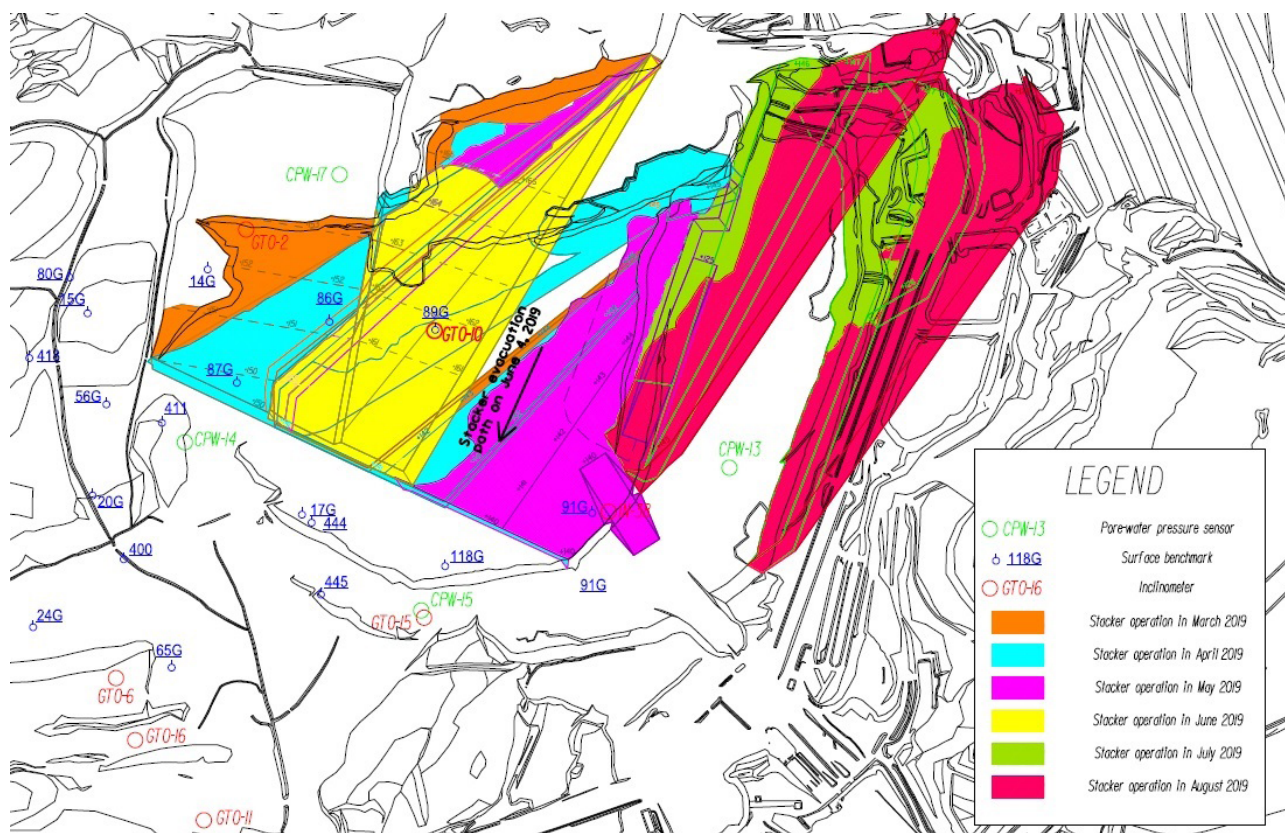 CPW-17
GTO-2
80G
14G
15G
86G
89G
GTO-10
418
87G
56G
411
CPW-14
Stacker evacuation
path on June 4, 2019
CPW-13
20G
17G
444
91G
400
118G
445
91G
CPW-15
GTO-15
24G
65G
GTO-6
GTO-16
GTO-11
LEGEND
CPW-13 Pore-water pressure sensor
118G Surface benchmark
GTO-16 Inclinometer
Stacker operation in March 2019
Stacker operation in April 2019
Stacker operation in May 2019
Stacker operation in June 2019
Stacker operation in July 2019
Stacker operation in August 2019